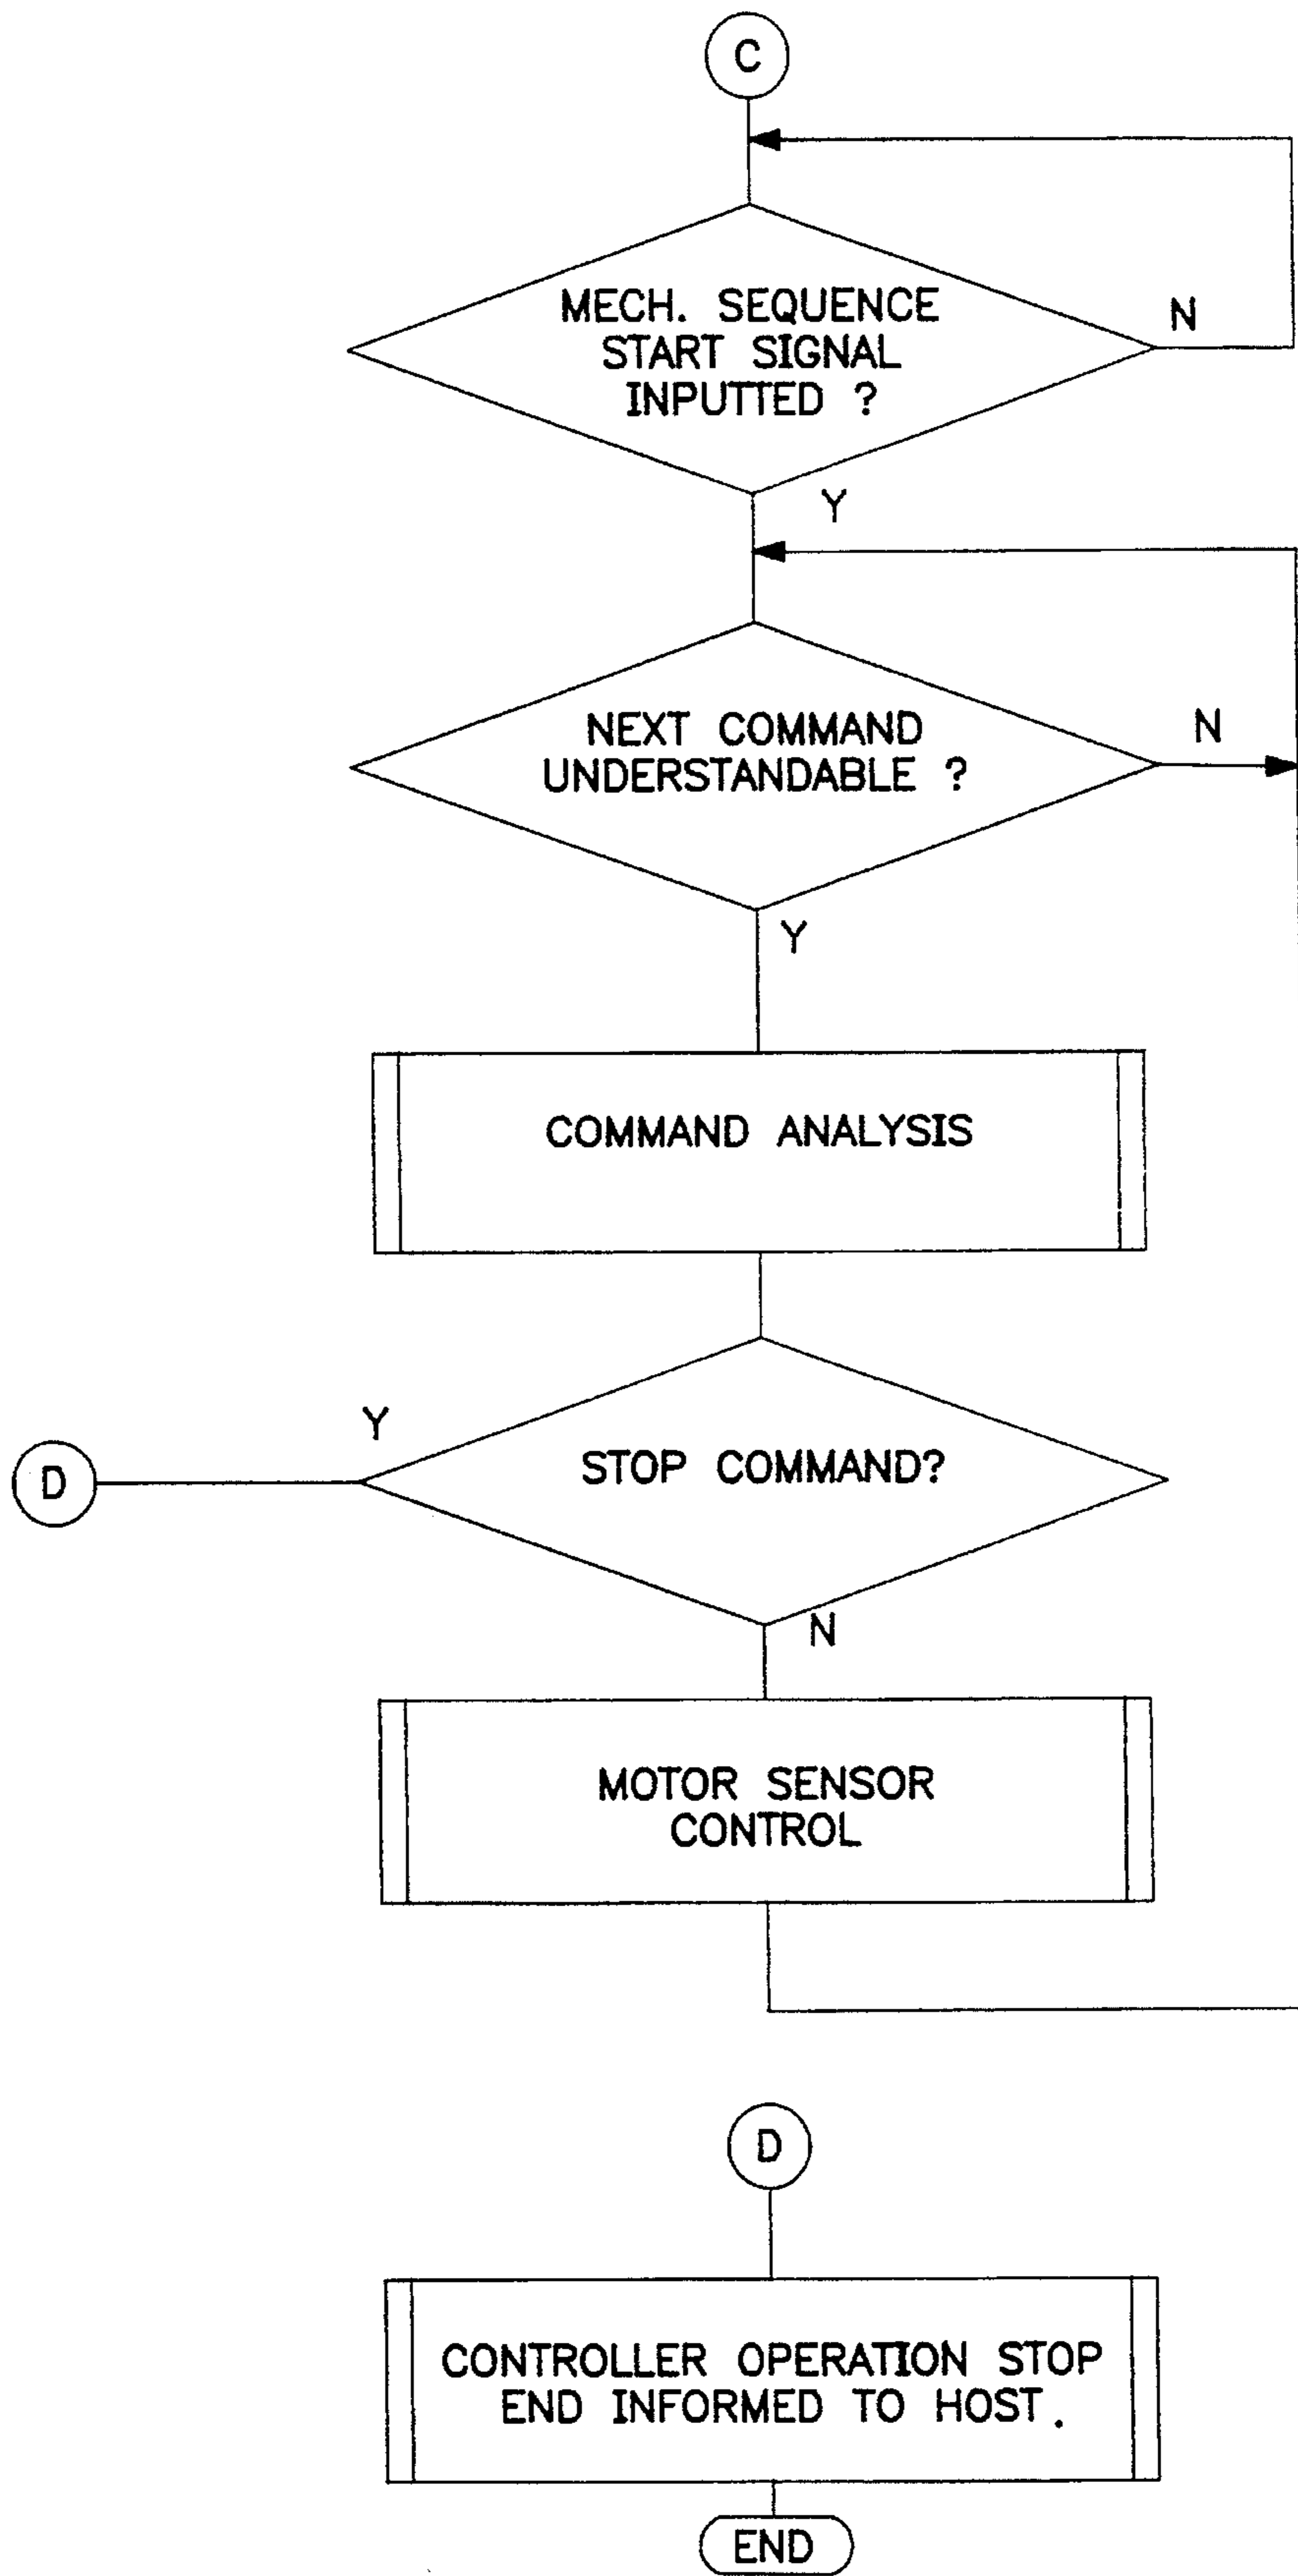 C
MECH. SEQUENCE
START SIGNAL
INPUTTED ?
N
Y
NEXT COMMAND
UNDERSTANDABLE ?
N
Y
COMMAND ANALYSIS
Y
STOP COMMAND?
D
N
MOTOR SENSOR
CONTROL
D
CONTROLLER OPERATION STOP
END INFORMED TO HOST.
END